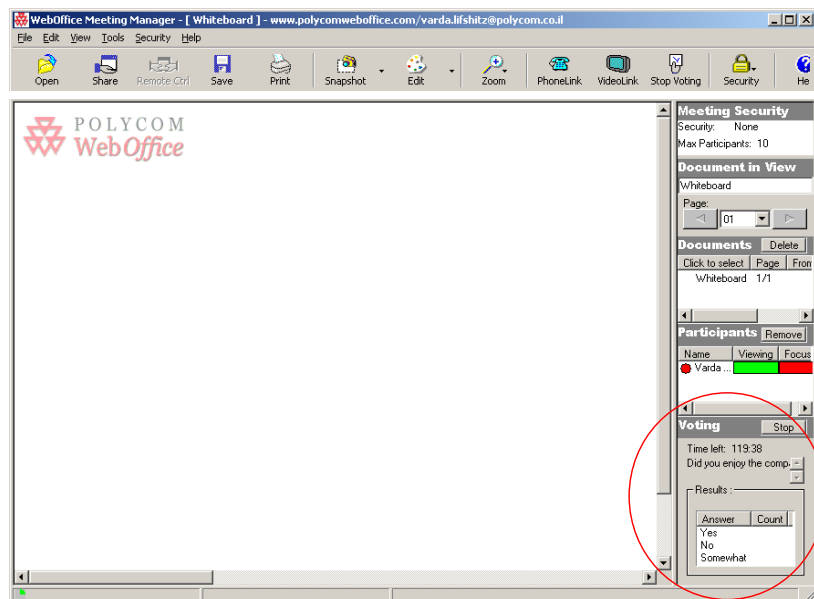 WebOffice Meeting Manager - [ Whiteboard ] - www.polycomweboffice.com/varda.lifshitz@polycom.co.il
File Edit View Tools Security Help
Open Share Remote Ctrl Save Print Snapshot Edit Zoom PhoneLink VideoLink Stop Voting Security He
POLYCOM
WebOffice
Meeting Security
Security: None
Max Participants: 10
Document in View
Whiteboard
Page:
01
Documents Delete
Click to select Page From
Whiteboard 1/1
Participants Remove
Name Viewing Focus
Varda ...
Voting Stop
Time left: 119:38
Did you enjoy the comp
Results :
Answer Count
Yes
No
Somewhat